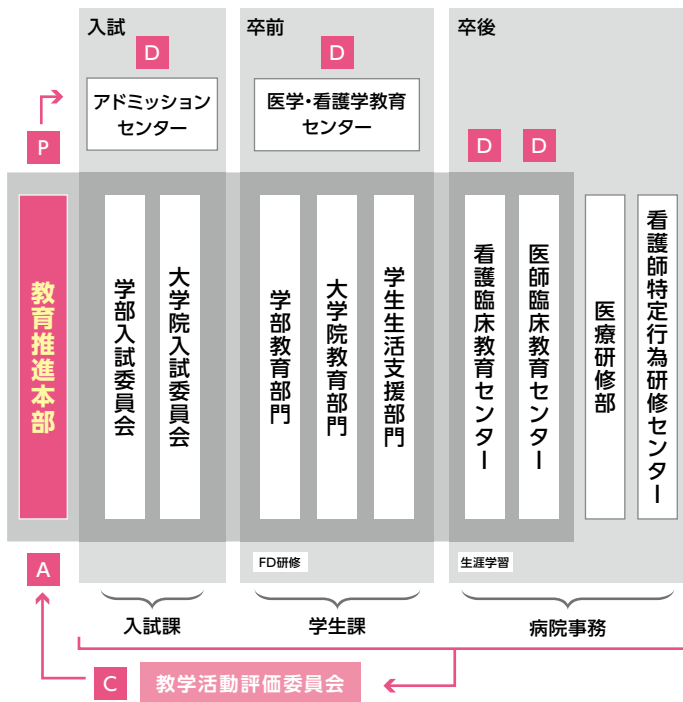 入試
卒前
卒後
D
D
アドミッション
センター
医学・看護学教育
センター
P
D
D
教育推進本部
学部入試委員会
大学院入試委員会
学部教育部門
大学院教育部門
学生生活支援部門
看護臨床教育センター
医師臨床教育センター
医療研修部
看護師特定行為研修センター
A
FD研修
生涯学習
入試課
学生課
病院事務
C
教学活動評価委員会